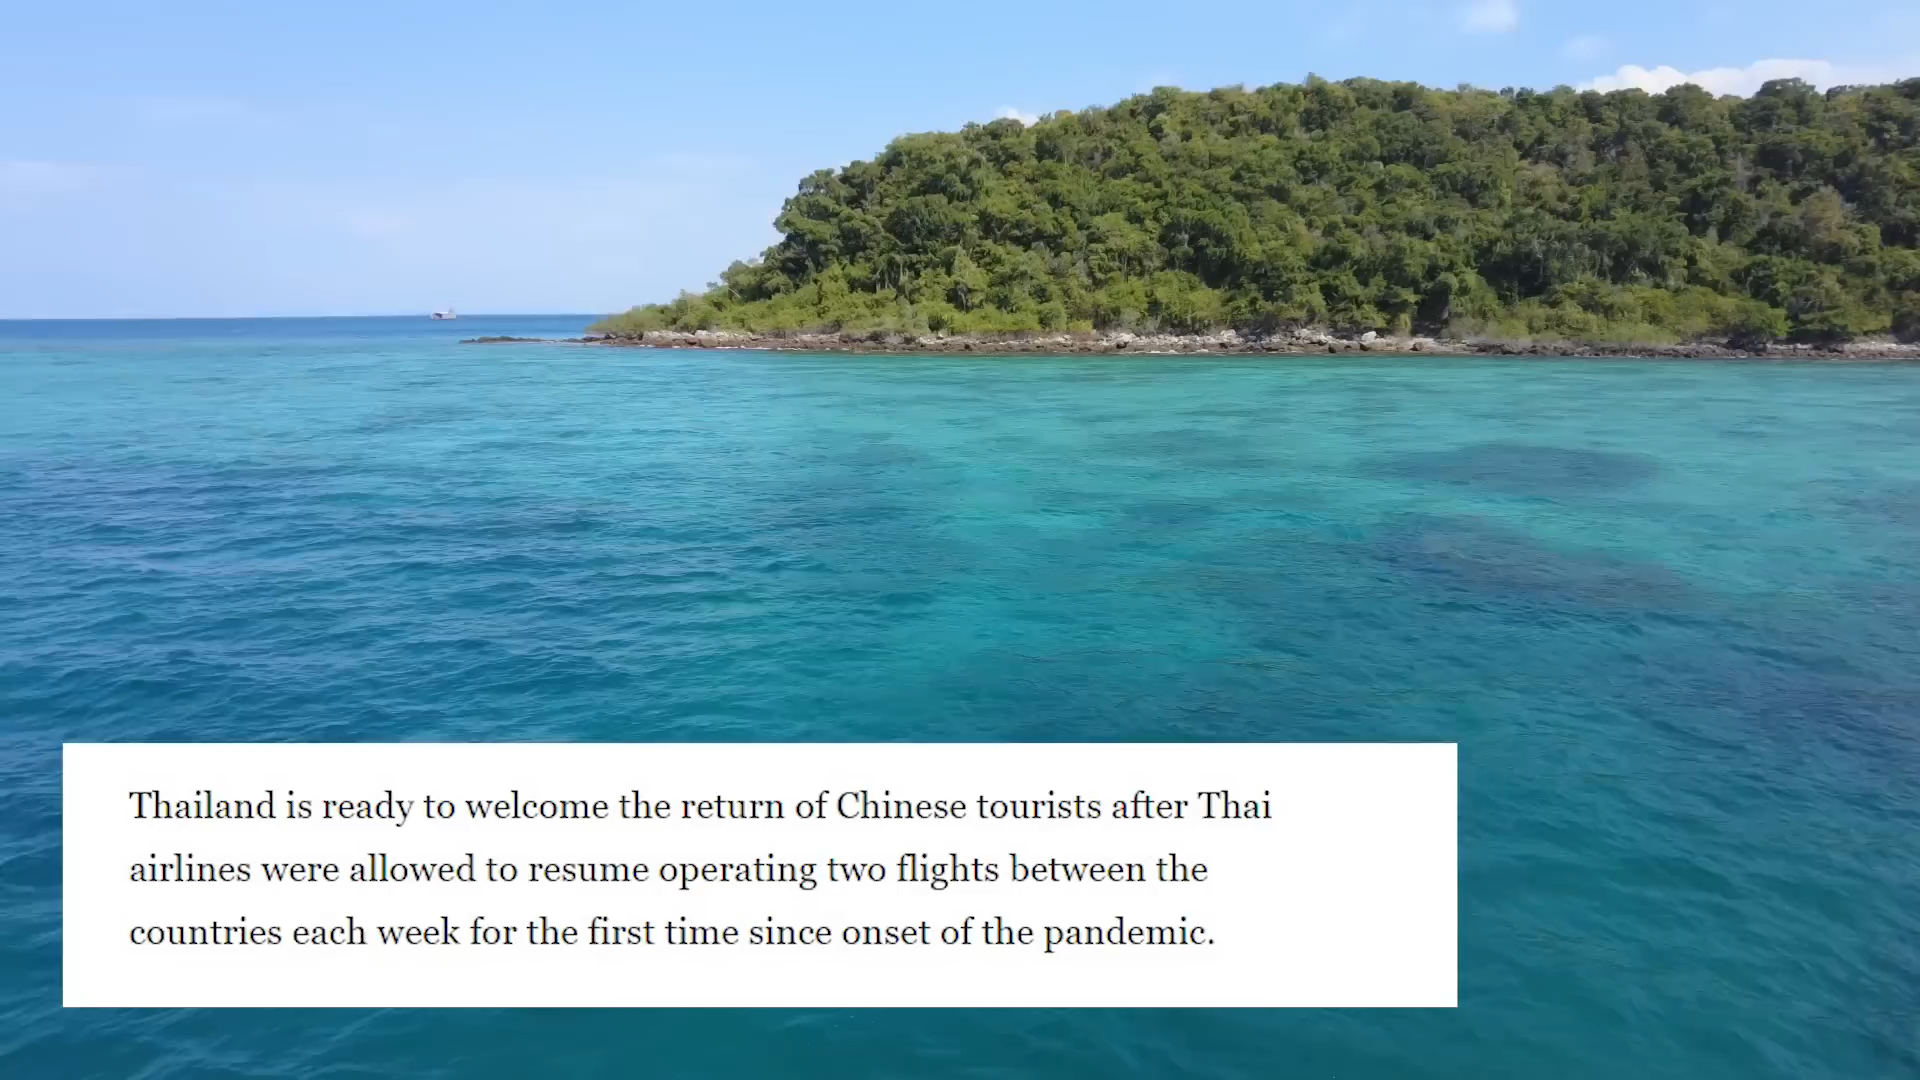 Thailand is ready to welcome the return of Chinese tourists after Thai
airlines were allowed to resume operating two flights between the
countries each week for the first time since onset of the pandemic.